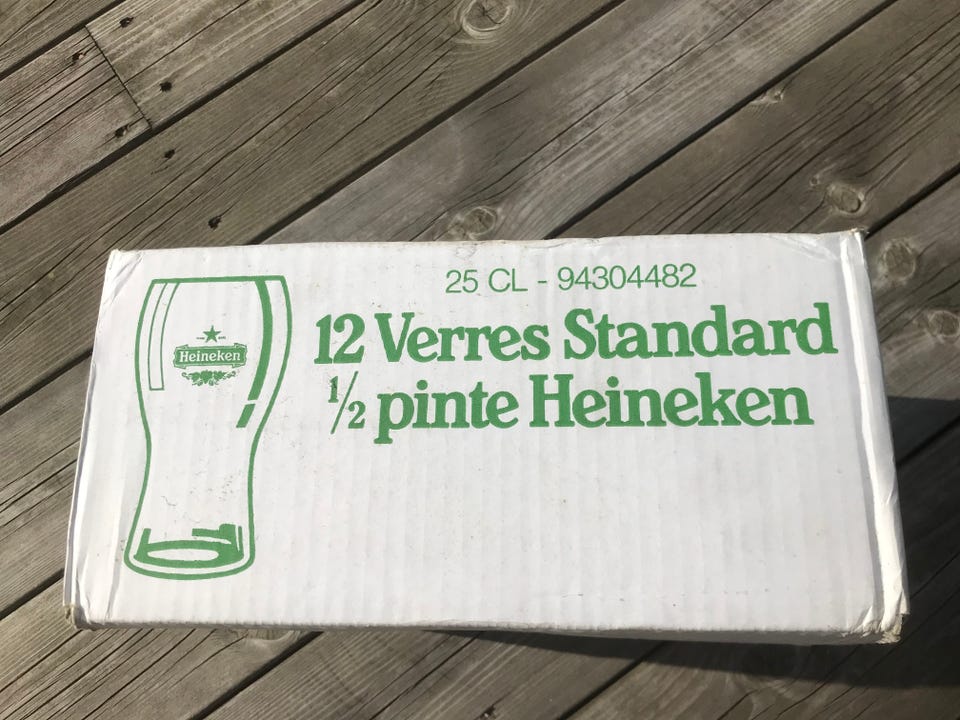 25 CL - 94304482
12 Verres Standard
½ pinte Heineken
Heineken